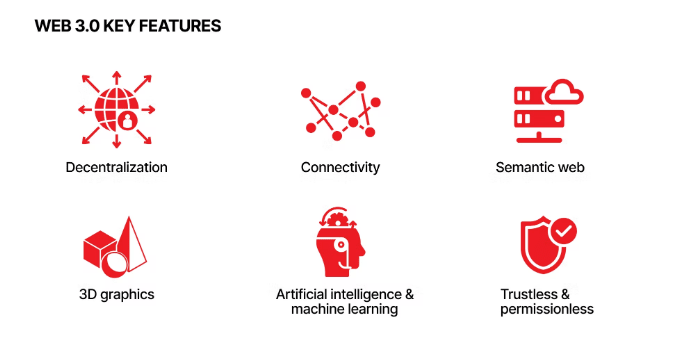 WEB 3.0 KEY FEATURES
Decentralization
Connectivity
Semantic web
3D graphics
Artificial intelligence &
machine learning
Trustless &
permissionless